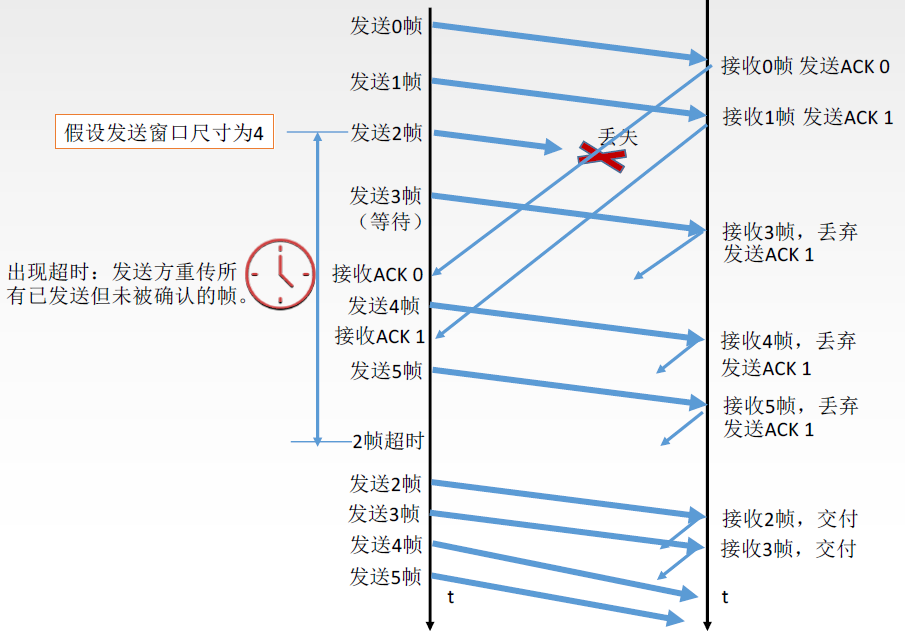 发送0帧
接收0帧 发送ACK 0
发送1帧
接收1帧 发送ACK 1
假设发送窗口尺寸为4
发送2帧
丢失
发送3帧
（等待）
接收3帧，丢弃
发送ACK 1
出现超时：发送方重传所
有已发送但未被确认的帧。
接收ACK 0
发送4帧
接收ACK 1
接收4帧，丢弃
发送ACK 1
发送5帧
接收5帧，丢弃
发送ACK 1
2帧超时
发送2帧
接收2帧，交付
发送3帧
接收3帧，交付
发送4帧
发送5帧
t
t